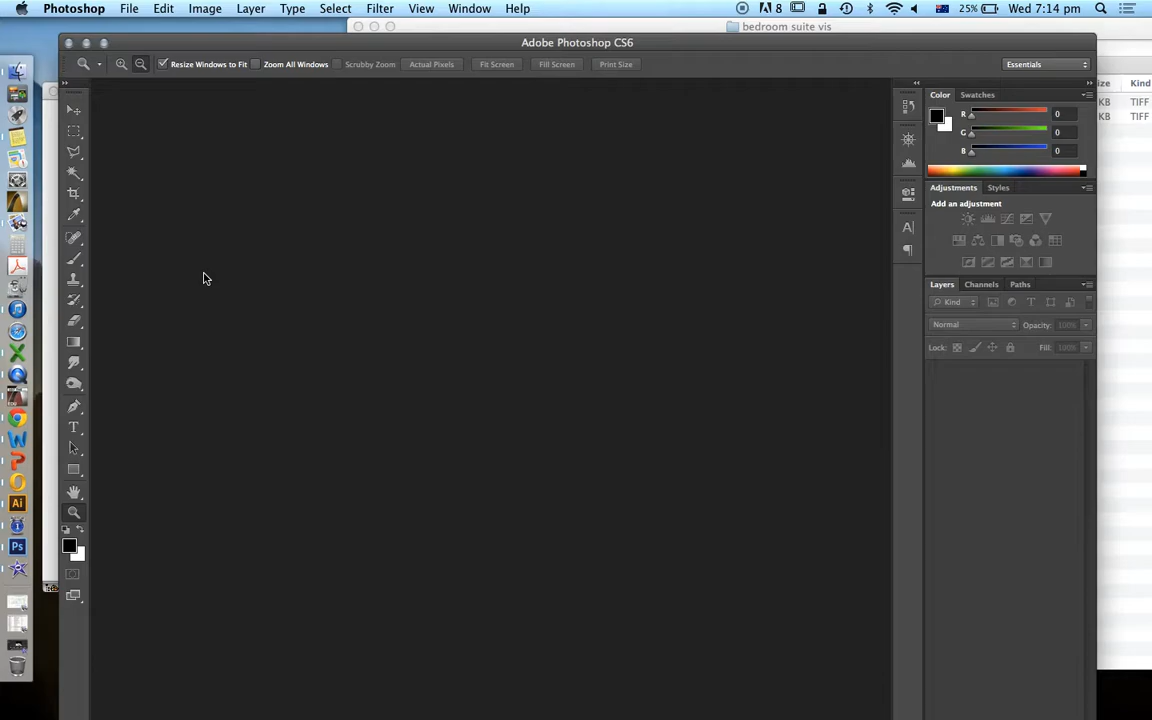 Photoshop File Edit Image Layer Type Select Filter View Window Help 8 25% Wed 7:14 pm
bedroom suite vis
Adobe Photoshop CS6
Resize Windows to Fit Zoom All Windows Scrubby Zoom Actual Pixels Fit Screen Fill Screen Print Size Essentials
Color Swatches
ize Kind
KB TIFF
KB TIFF
R 0
G 0
B 0
Adjustments Styles
Add an adjustment
A
T
Layers Channels Paths
Kind T
Normal Opacity: 100%
Lock: Fill: 100%
Ai
Ps